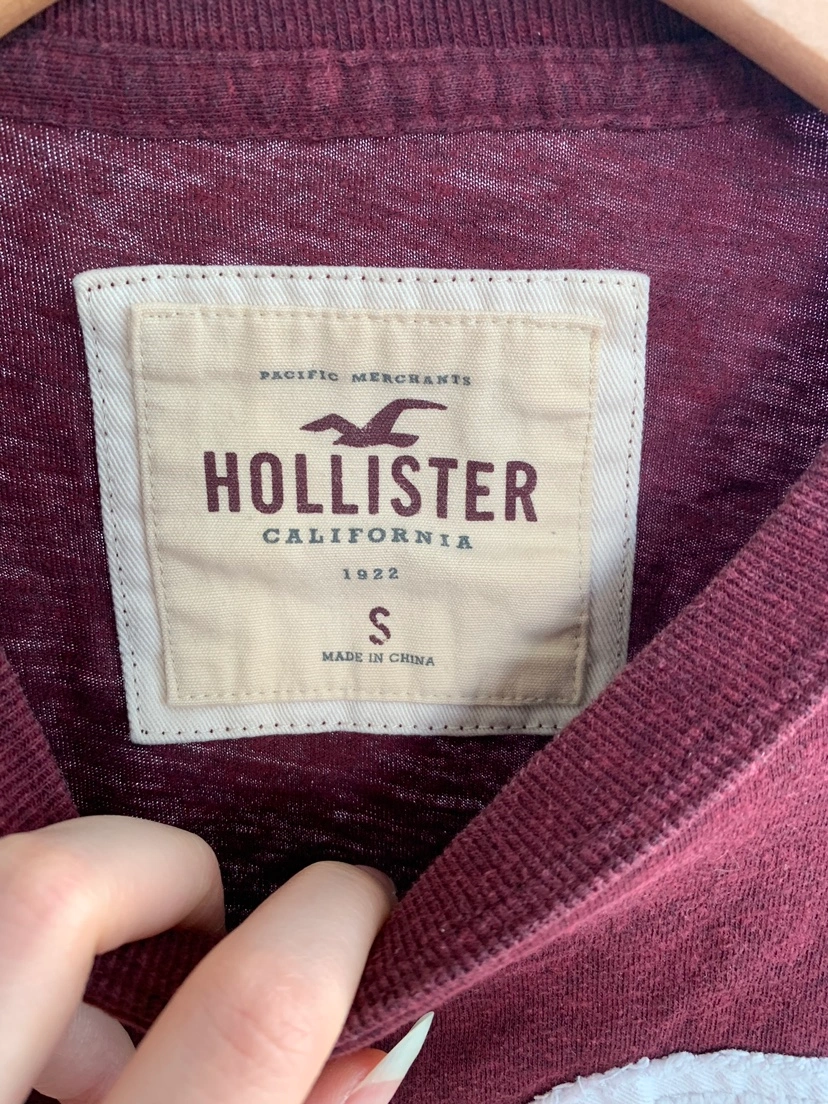 PACIFIC MERCHANTS
HOLLISTER
CALIFORNIA
1922
S
MADE IN CHINA